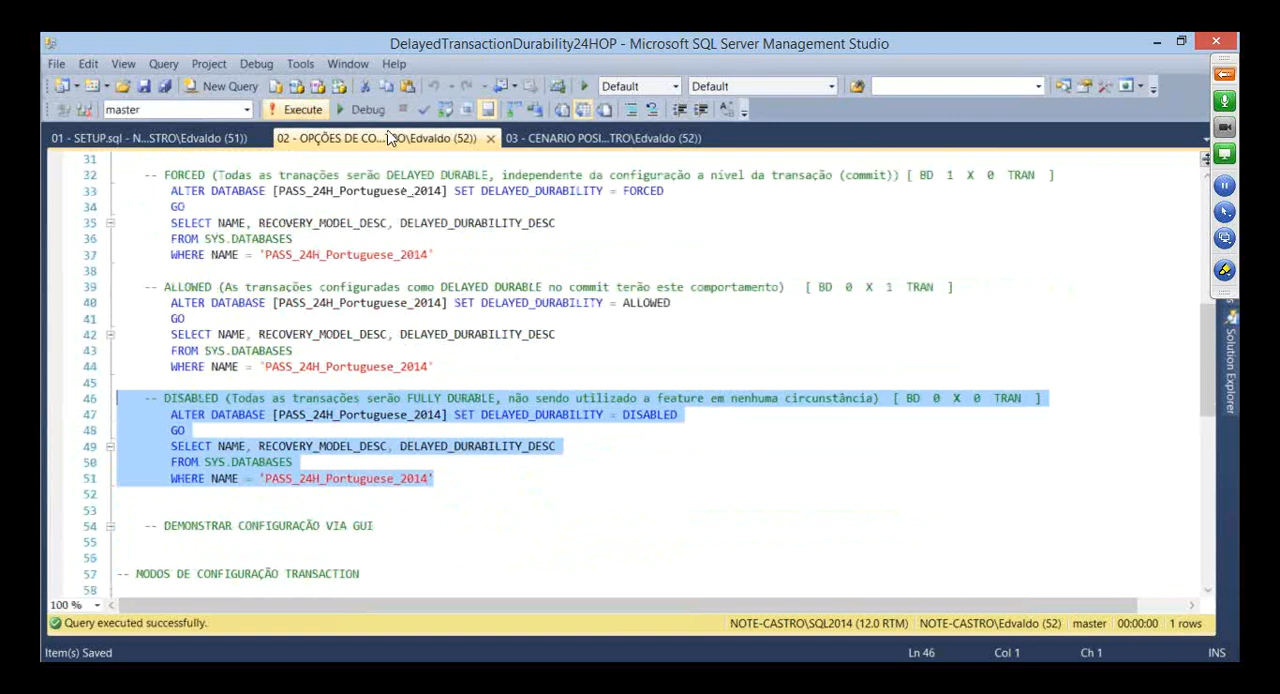 DelayedTransactionDurability24HOP - Microsoft SQL Server Management Studio
File Edit View Query Project Debug Tools Window Help
New Query Default Default
master Execute Debug
01 - SETUP.sql - N...STRO\Edvaldo (51)) 02 - OPÇÕES DE CO...RO\Edvaldo (52)) 03 - CENARIO POSI...TRO\Edvaldo (52))
31
32 -- FORCED (Todas as tranações serão DELAYED DURABLE, independente da configuração a nível da transação (commit)) [ BD 1 X 0 TRAN ]
33 ALTER DATABASE [PASS_24H_Portuguese_2014] SET DELAYED_DURABILITY = FORCED
34 GO
35 SELECT NAME, RECOVERY_MODEL_DESC, DELAYED_DURABILITY_DESC
36 FROM SYS.DATABASES
37 WHERE NAME = 'PASS_24H_Portuguese_2014'
38
39 -- ALLOWED (As transações configuradas como DELAYED DURABLE no commit terão este comportamento) [ BD 0 X 1 TRAN ]
40 ALTER DATABASE [PASS_24H_Portuguese_2014] SET DELAYED_DURABILITY = ALLOWED
41 GO
42 SELECT NAME, RECOVERY_MODEL_DESC, DELAYED_DURABILITY_DESC
43 FROM SYS.DATABASES
44 WHERE NAME = 'PASS_24H_Portuguese_2014'
45
46 -- DISABLED (Todas as transações serão FULLY DURABLE, não sendo utilizado a feature em nenhuma circunstância) [ BD 0 X 0 TRAN ]
47 ALTER DATABASE [PASS_24H_Portuguese_2014] SET DELAYED_DURABILITY = DISABLED
48 GO
49 SELECT NAME, RECOVERY_MODEL_DESC, DELAYED_DURABILITY_DESC
50 FROM SYS.DATABASES
51 WHERE NAME = 'PASS_24H_Portuguese_2014'
52
53
54 -- DEMONSTRAR CONFIGURAÇÃO VIA GUI
55
56
57 -- MODOS DE CONFIGURAÇÃO TRANSACTION
58
100 %
Solution Explorer
Query executed successfully. NOTE-CASTRO\SQL2014 (12.0 RTM) NOTE-CASTRO\Edvaldo (52) master 00:00:00 1 rows
Item(s) Saved Ln 46 Col 1 Ch 1 INS